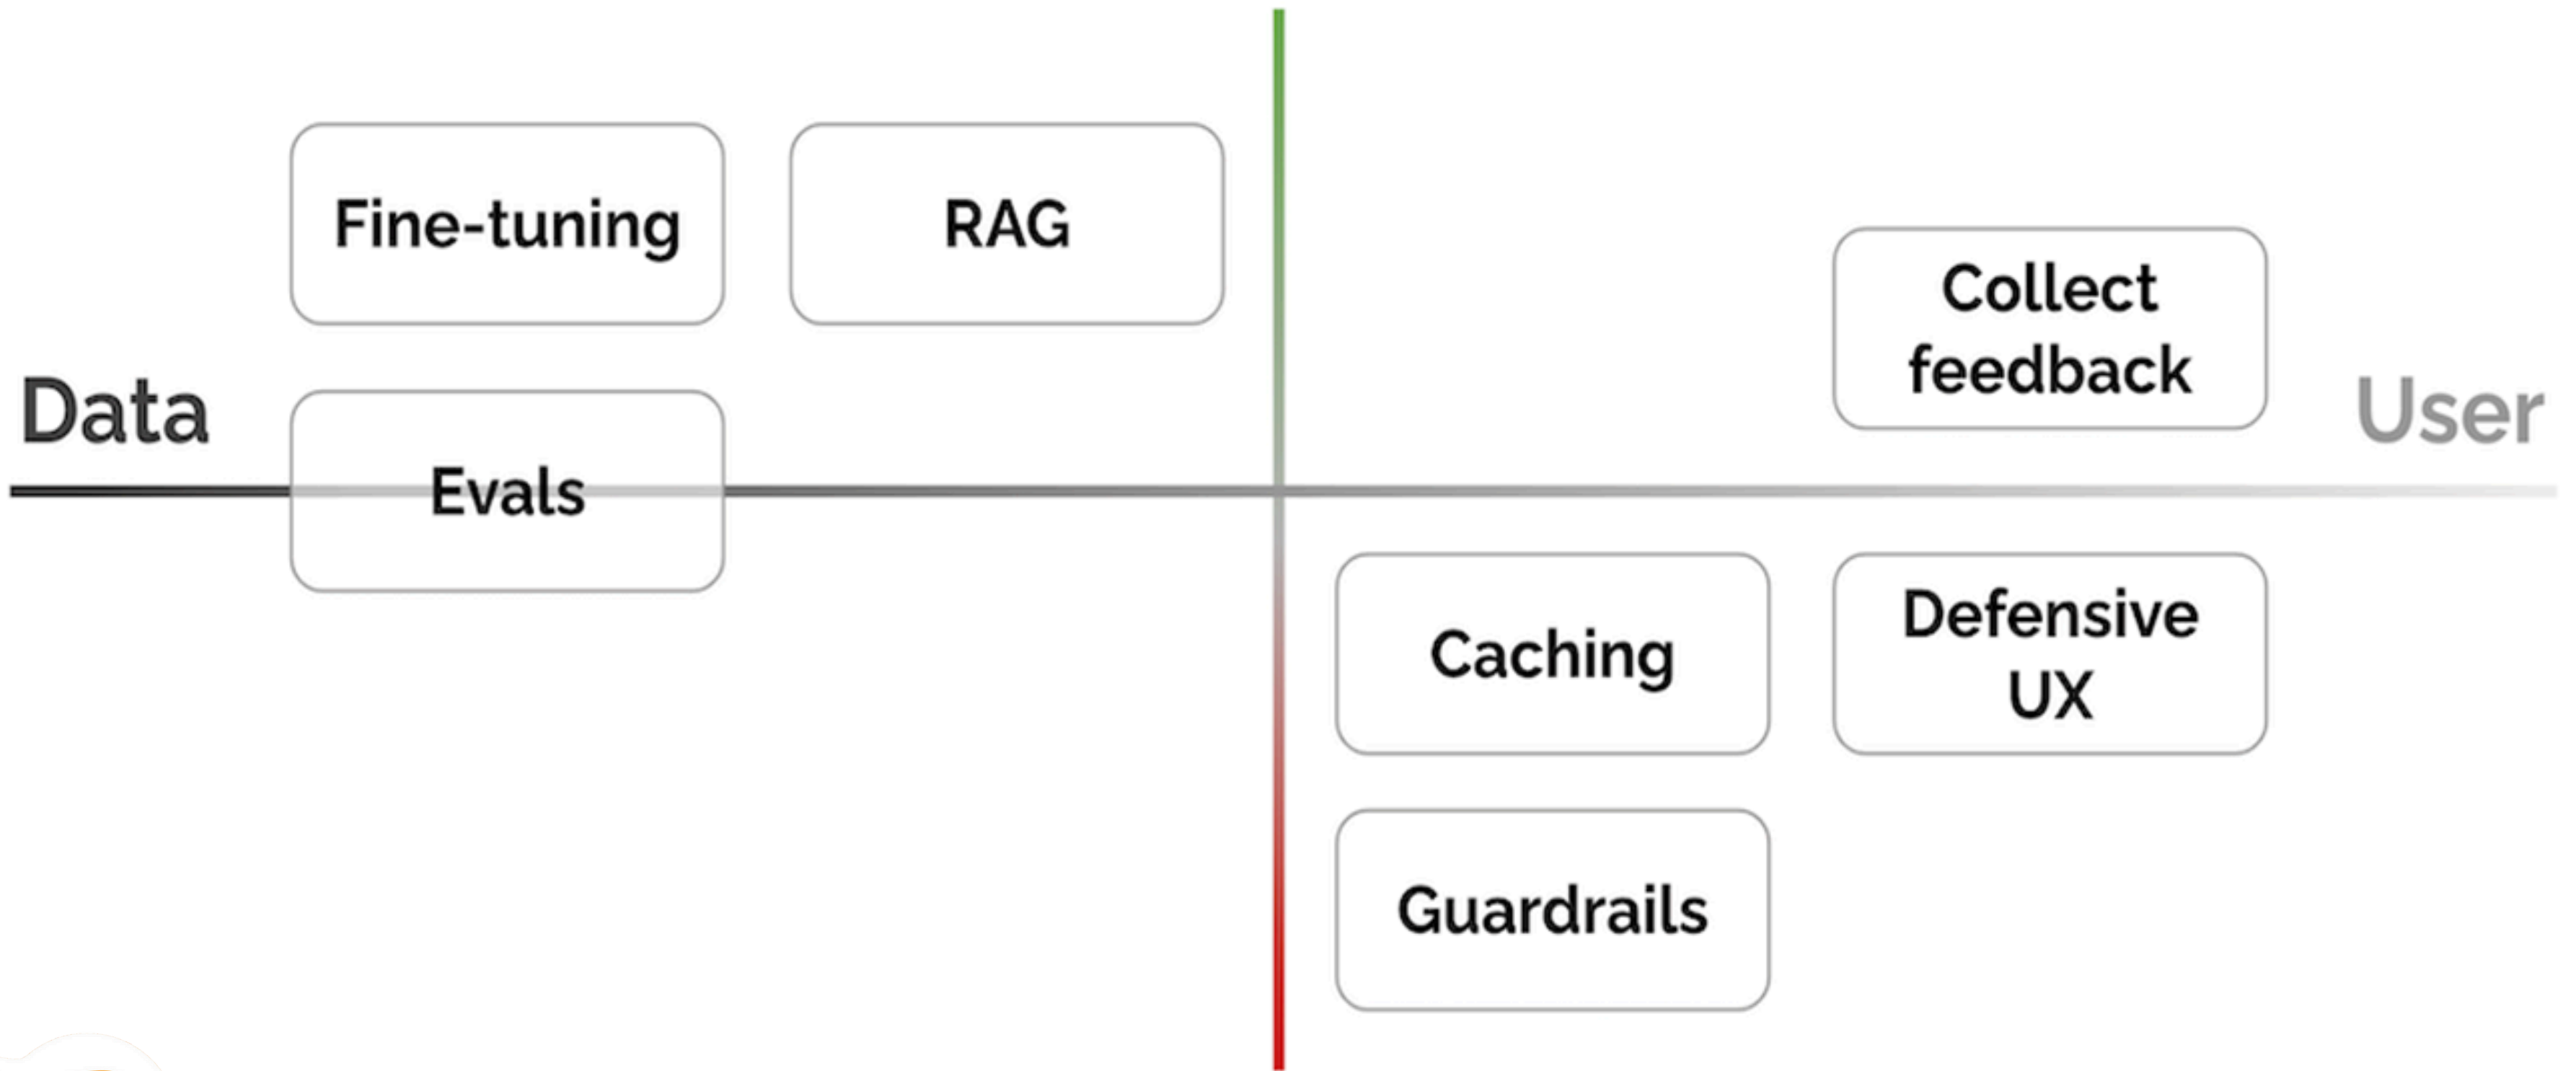 Fine-tuning
RAG
Collect
feedback
Data
User
Evals
Caching
Defensive
UX
Guardrails